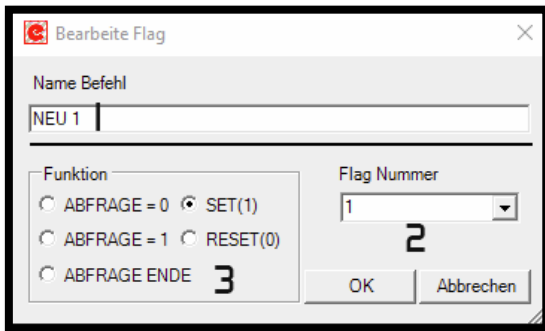 Bearbeite Flag
Name Befehl
NEU 1
Funktion
Flag Nummer
ABFRAGE = 0 SET(1)
1
ABFRAGE = 1 RESET(0)
2
ABFRAGE ENDE 3
OK Abbrechen